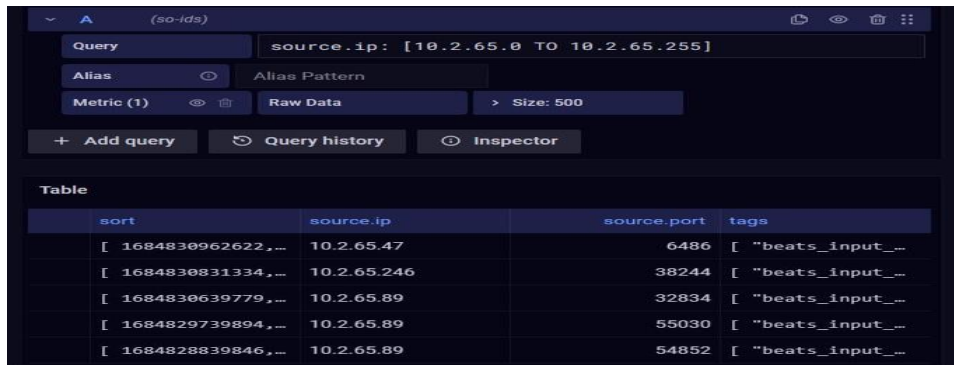 A (so-ids)
Query source.ip: [10.2.65.0 TO 10.2.65.255]
Alias Alias Pattern
Metric (1) Raw Data > Size: 500
+ Add query Query history Inspector
Table
sort source.ip source.port tags
[ 1684830962622,… 10.2.65.47 6486 [ "beats_input_…
[ 1684830831334,… 10.2.65.246 38244 [ "beats_input_…
[ 1684830639779,… 10.2.65.89 32834 [ "beats_input_…
[ 1684829739894,… 10.2.65.89 55030 [ "beats_input_…
[ 1684828839846,… 10.2.65.89 54852 [ "beats_input_…